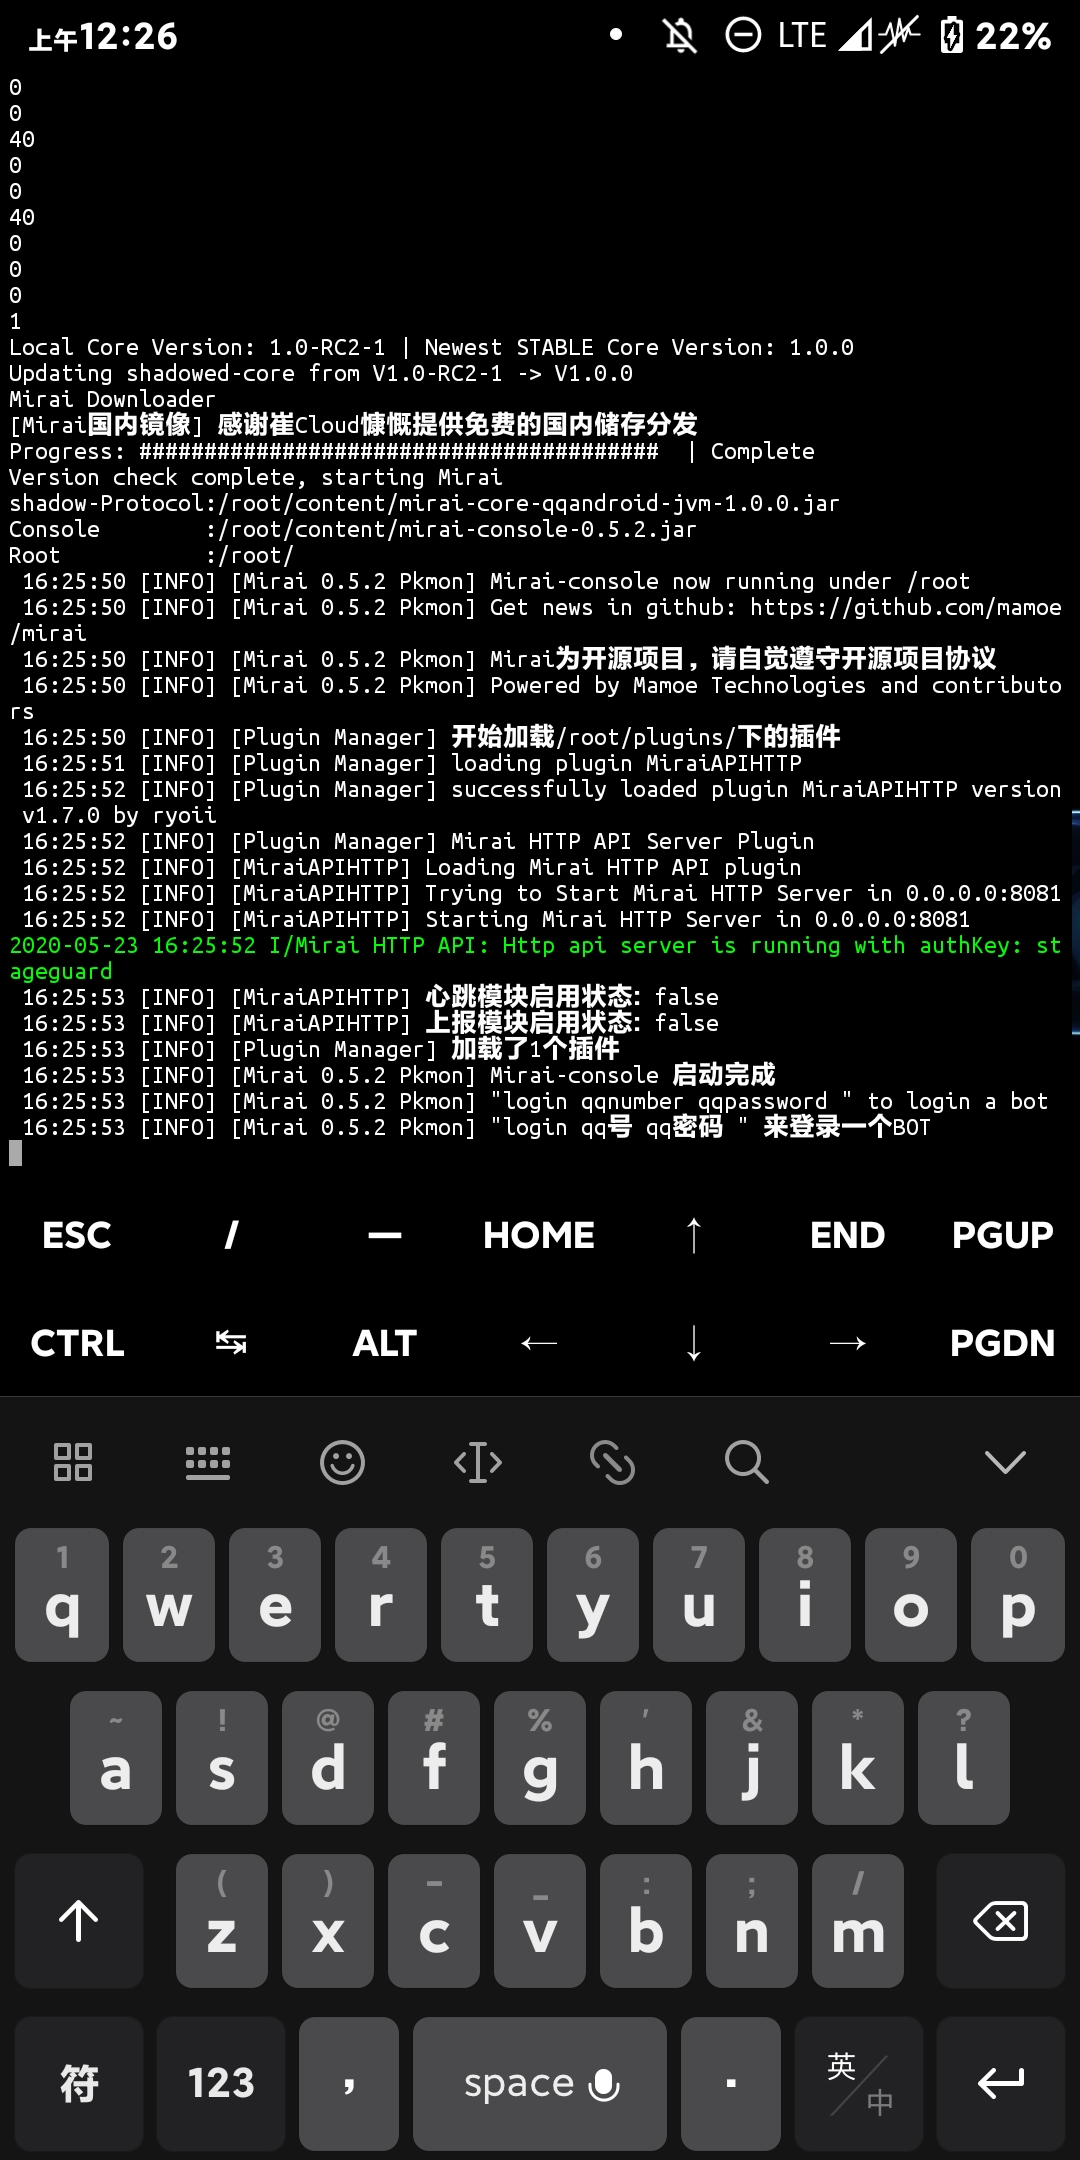 上午12:26 LTE 22%
0
0
40
0
0
40
0
0
0
1
Local Core Version: 1.0-RC2-1 | Newest STABLE Core Version: 1.0.0
Updating shadowed-core from V1.0-RC2-1 -> V1.0.0
Mirai Downloader
[Mirai国内镜像] 感谢崔Cloud慷慨提供免费的国内储存分发
Progress: ######################################## | Complete
Version check complete, starting Mirai
shadow-Protocol:/root/content/mirai-core-qqandroid-jvm-1.0.0.jar
Console :/root/content/mirai-console-0.5.2.jar
Root :/root/
16:25:50 [INFO] [Mirai 0.5.2 Pkmon] Mirai-console now running under /root
16:25:50 [INFO] [Mirai 0.5.2 Pkmon] Get news in github: https://github.com/mamoe
/mirai
16:25:50 [INFO] [Mirai 0.5.2 Pkmon] Mirai为开源项目，请自觉遵守开源项目协议
16:25:50 [INFO] [Mirai 0.5.2 Pkmon] Powered by Mamoe Technologies and contributo
rs
16:25:50 [INFO] [Plugin Manager] 开始加载/root/plugins/下的插件
16:25:51 [INFO] [Plugin Manager] loading plugin MiraiAPIHTTP
16:25:52 [INFO] [Plugin Manager] successfully loaded plugin MiraiAPIHTTP version
v1.7.0 by ryoii
16:25:52 [INFO] [Plugin Manager] Mirai HTTP API Server Plugin
16:25:52 [INFO] [MiraiAPIHTTP] Loading Mirai HTTP API plugin
16:25:52 [INFO] [MiraiAPIHTTP] Trying to Start Mirai HTTP Server in 0.0.0.0:8081
16:25:52 [INFO] [MiraiAPIHTTP] Starting Mirai HTTP Server in 0.0.0.0:8081
2020-05-23 16:25:52 I/Mirai HTTP API: Http api server is running with authKey: st
ageguard
16:25:53 [INFO] [MiraiAPIHTTP] 心跳模块启用状态: false
16:25:53 [INFO] [MiraiAPIHTTP] 上报模块启用状态: false
16:25:53 [INFO] [Plugin Manager] 加载了1个插件
16:25:53 [INFO] [Mirai 0.5.2 Pkmon] Mirai-console 启动完成
16:25:53 [INFO] [Mirai 0.5.2 Pkmon] "login qqnumber qqpassword " to login a bot
16:25:53 [INFO] [Mirai 0.5.2 Pkmon] "login qq号 qq密码 " 来登录一个BOT
ESC / — HOME ↑ END PGUP
CTRL ↹ ALT ← ↓ → PGDN
1 2 3 4 5 6 7 8 9 0
q w e r t y u i o p
~ ! @ # % ' & * ?
a s d f g h j k l
( ) - _ : ; /
z x c v b n m
符 123 , space . 英/中